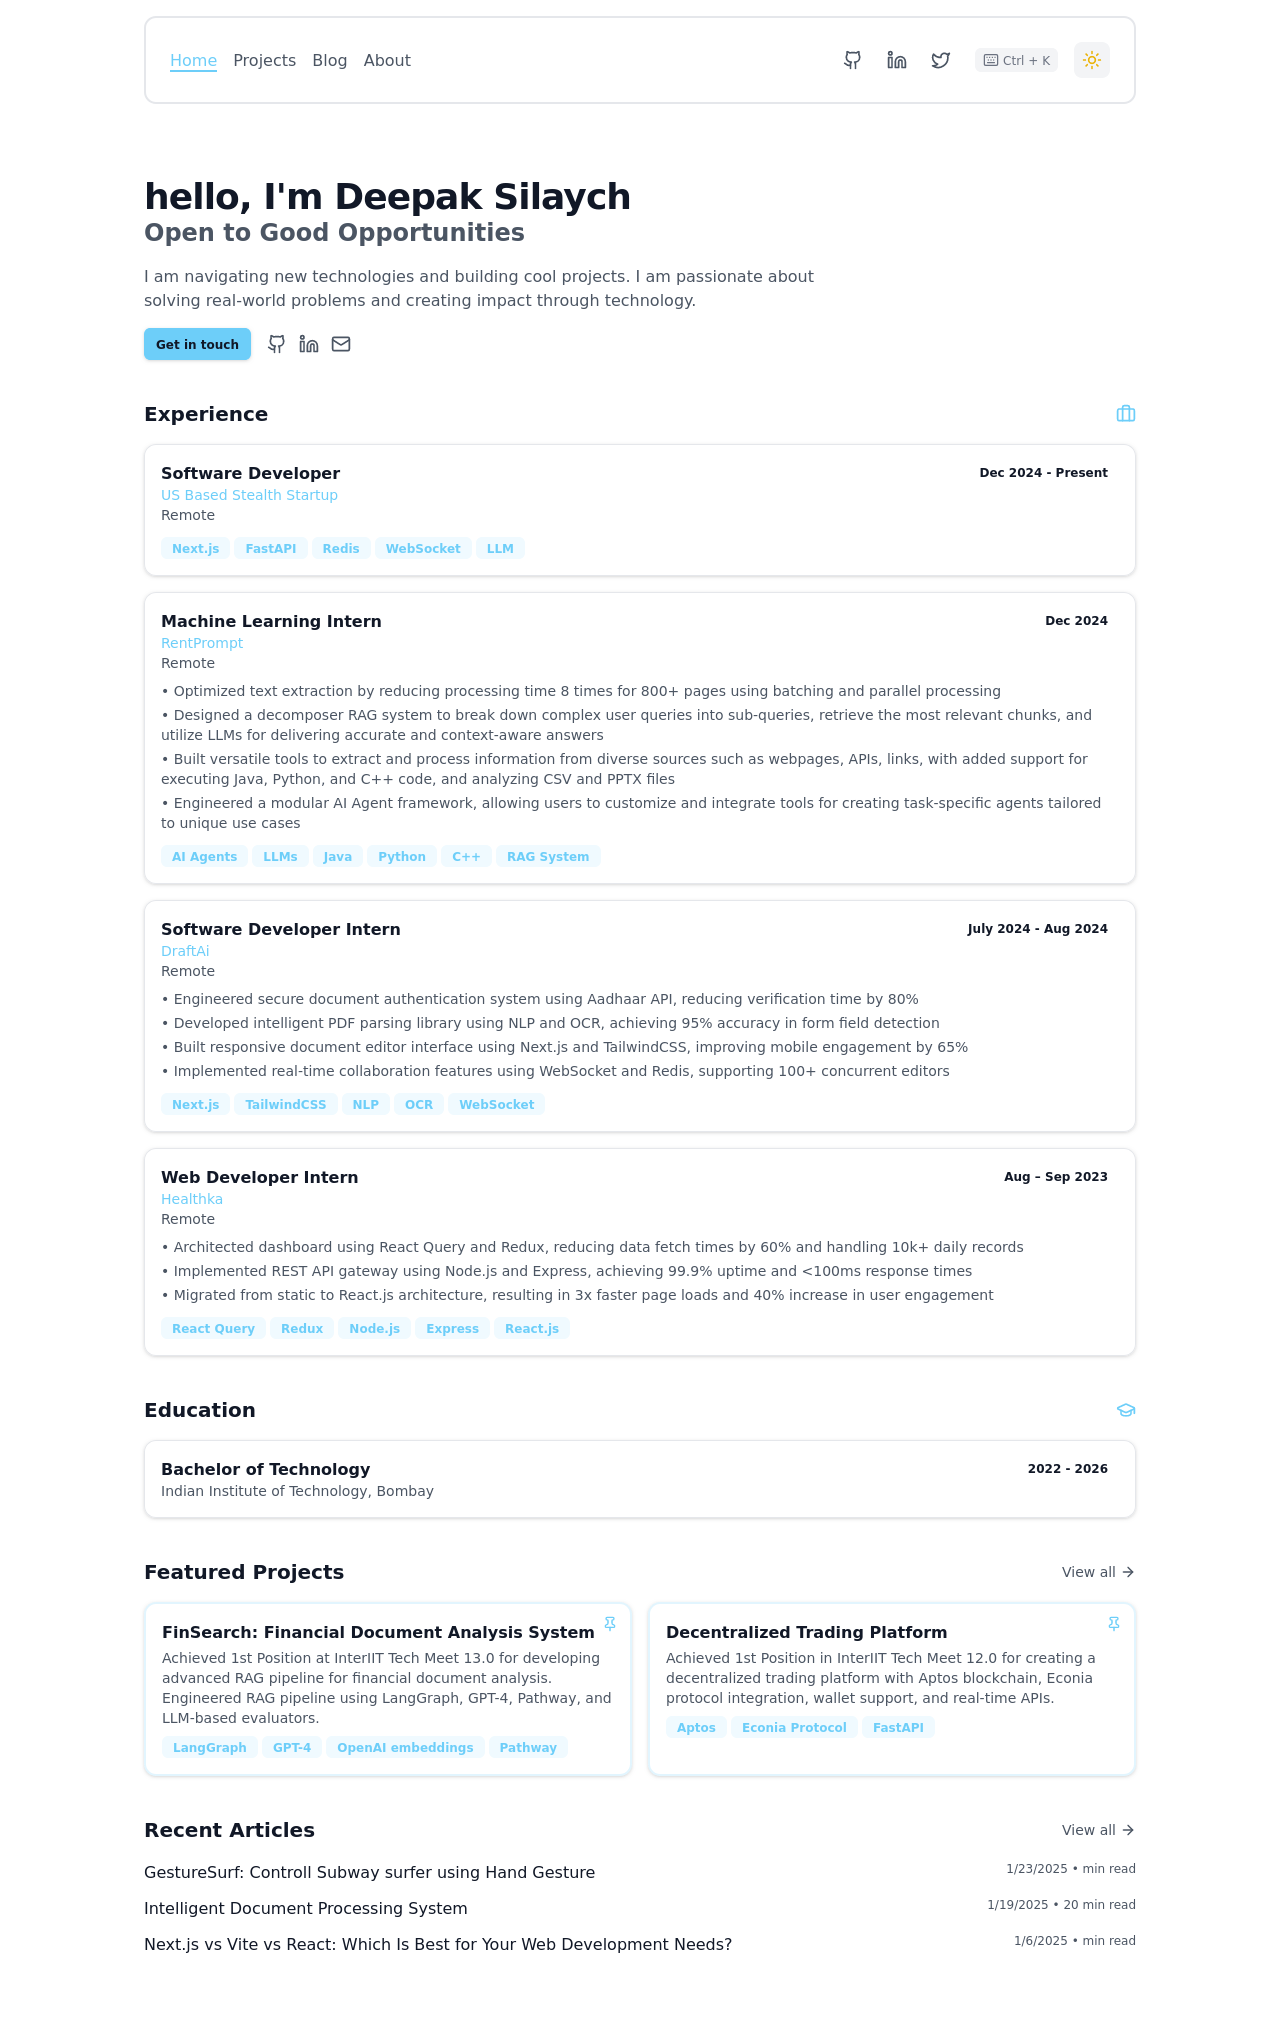 Home Projects Blog About Ctrl + K
hello, I'm Deepak Silaych
Open to Good Opportunities
I am navigating new technologies and building cool projects. I am passionate about
solving real-world problems and creating impact through technology.
Get in touch
Experience
Software Developer Dec 2024 - Present
US Based Stealth Startup
Remote
Next.js FastAPI Redis WebSocket LLM
Machine Learning Intern Dec 2024
RentPrompt
Remote
• Optimized text extraction by reducing processing time 8 times for 800+ pages using batching and parallel processing
• Designed a decomposer RAG system to break down complex user queries into sub-queries, retrieve the most relevant chunks, and
utilize LLMs for delivering accurate and context-aware answers
• Built versatile tools to extract and process information from diverse sources such as webpages, APIs, links, with added support for
executing Java, Python, and C++ code, and analyzing CSV and PPTX files
• Engineered a modular AI Agent framework, allowing users to customize and integrate tools for creating task-specific agents tailored
to unique use cases
AI Agents LLMs Java Python C++ RAG System
Software Developer Intern July 2024 - Aug 2024
DraftAi
Remote
• Engineered secure document authentication system using Aadhaar API, reducing verification time by 80%
• Developed intelligent PDF parsing library using NLP and OCR, achieving 95% accuracy in form field detection
• Built responsive document editor interface using Next.js and TailwindCSS, improving mobile engagement by 65%
• Implemented real-time collaboration features using WebSocket and Redis, supporting 100+ concurrent editors
Next.js TailwindCSS NLP OCR WebSocket
Web Developer Intern Aug – Sep 2023
Healthka
Remote
• Architected dashboard using React Query and Redux, reducing data fetch times by 60% and handling 10k+ daily records
• Implemented REST API gateway using Node.js and Express, achieving 99.9% uptime and <100ms response times
• Migrated from static to React.js architecture, resulting in 3x faster page loads and 40% increase in user engagement
React Query Redux Node.js Express React.js
Education
Bachelor of Technology 2022 - 2026
Indian Institute of Technology, Bombay
Featured Projects View all
FinSearch: Financial Document Analysis System
Achieved 1st Position at InterIIT Tech Meet 13.0 for developing
advanced RAG pipeline for financial document analysis.
Engineered RAG pipeline using LangGraph, GPT-4, Pathway, and
LLM-based evaluators.
LangGraph GPT-4 OpenAI embeddings Pathway
Decentralized Trading Platform
Achieved 1st Position in InterIIT Tech Meet 12.0 for creating a
decentralized trading platform with Aptos blockchain, Econia
protocol integration, wallet support, and real-time APIs.
Aptos Econia Protocol FastAPI
Recent Articles View all
GestureSurf: Controll Subway surfer using Hand Gesture 1/23/2025 • min read
Intelligent Document Processing System 1/19/2025 • 20 min read
Next.js vs Vite vs React: Which Is Best for Your Web Development Needs? 1/6/2025 • min read